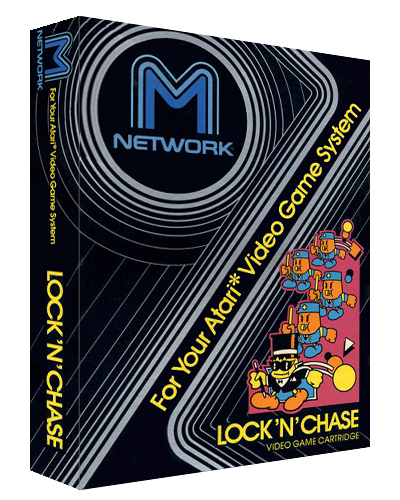 M
NETWORK
For Your Atari* Video Game System
LOCK 'N' CHASE
M
NETWORK
For Your Atari* Video Game System
LOCK 'N' CHASE
VIDEO GAME CARTRIDGE